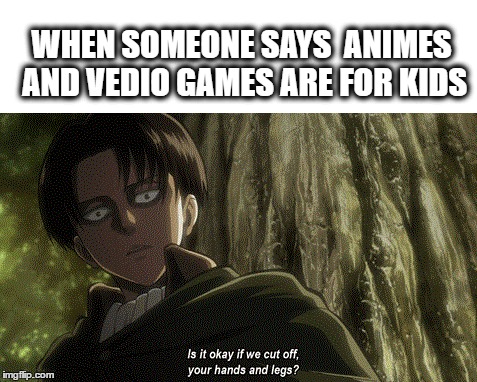 WHEN SOMEONE SAYS ANIMES
AND VEDIO GAMES ARE FOR KIDS
Is it okay if we cut off,
your hands and legs?
imgflip.com